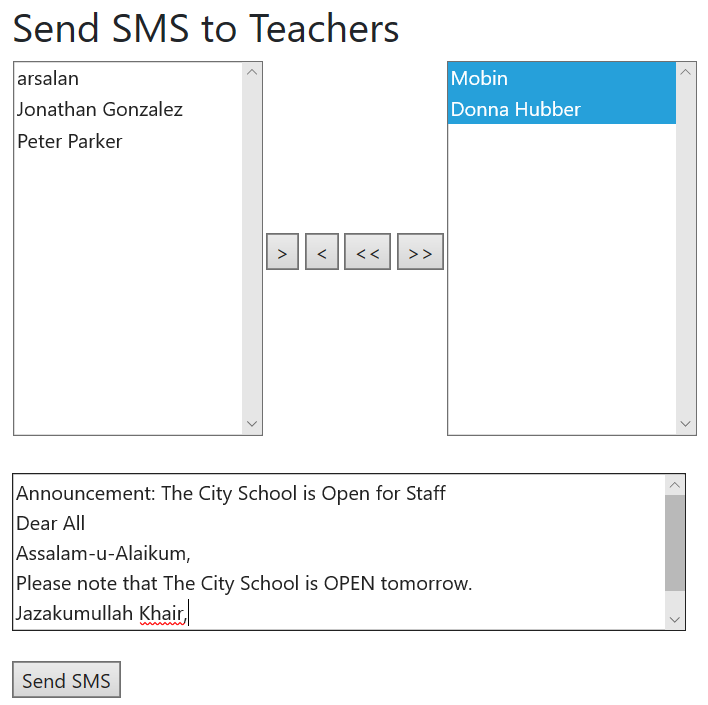 Send SMS to Teachers
arsalan
Jonathan Gonzalez
Peter Parker
> < << >>
Mobin
Donna Hubber
Announcement: The City School is Open for Staff
Dear All
Assalam-u-Alaikum,
Please note that The City School is OPEN tomorrow.
Jazakumullah Khair,
Send SMS